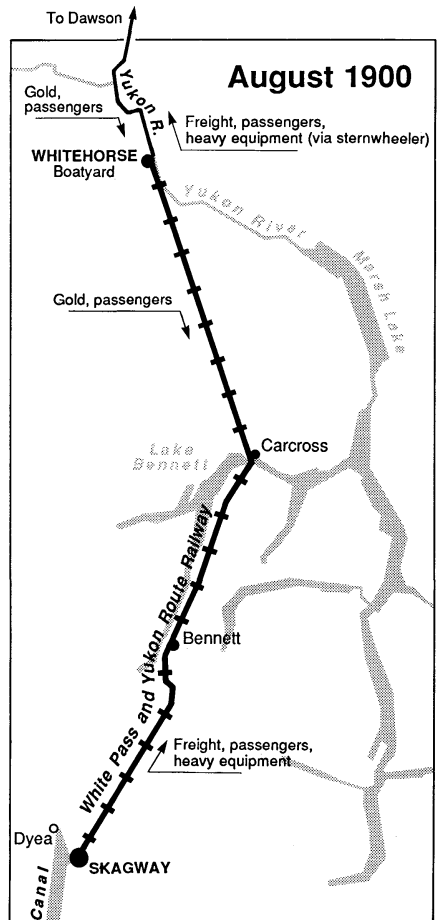 To Dawson
August 1900
Yukon R.
Gold,
passengers
Freight, passengers,
heavy equipment (via sternwheeler)
WHITEHORSE
Boatyard
Yukon River
Marsh Lake
Gold, passengers
Carcross
Lake
Bennett
White Pass and Yukon Route Railway
Bennett
Freight, passengers,
heavy equipment
Dyea
SKAGWAY
Canal